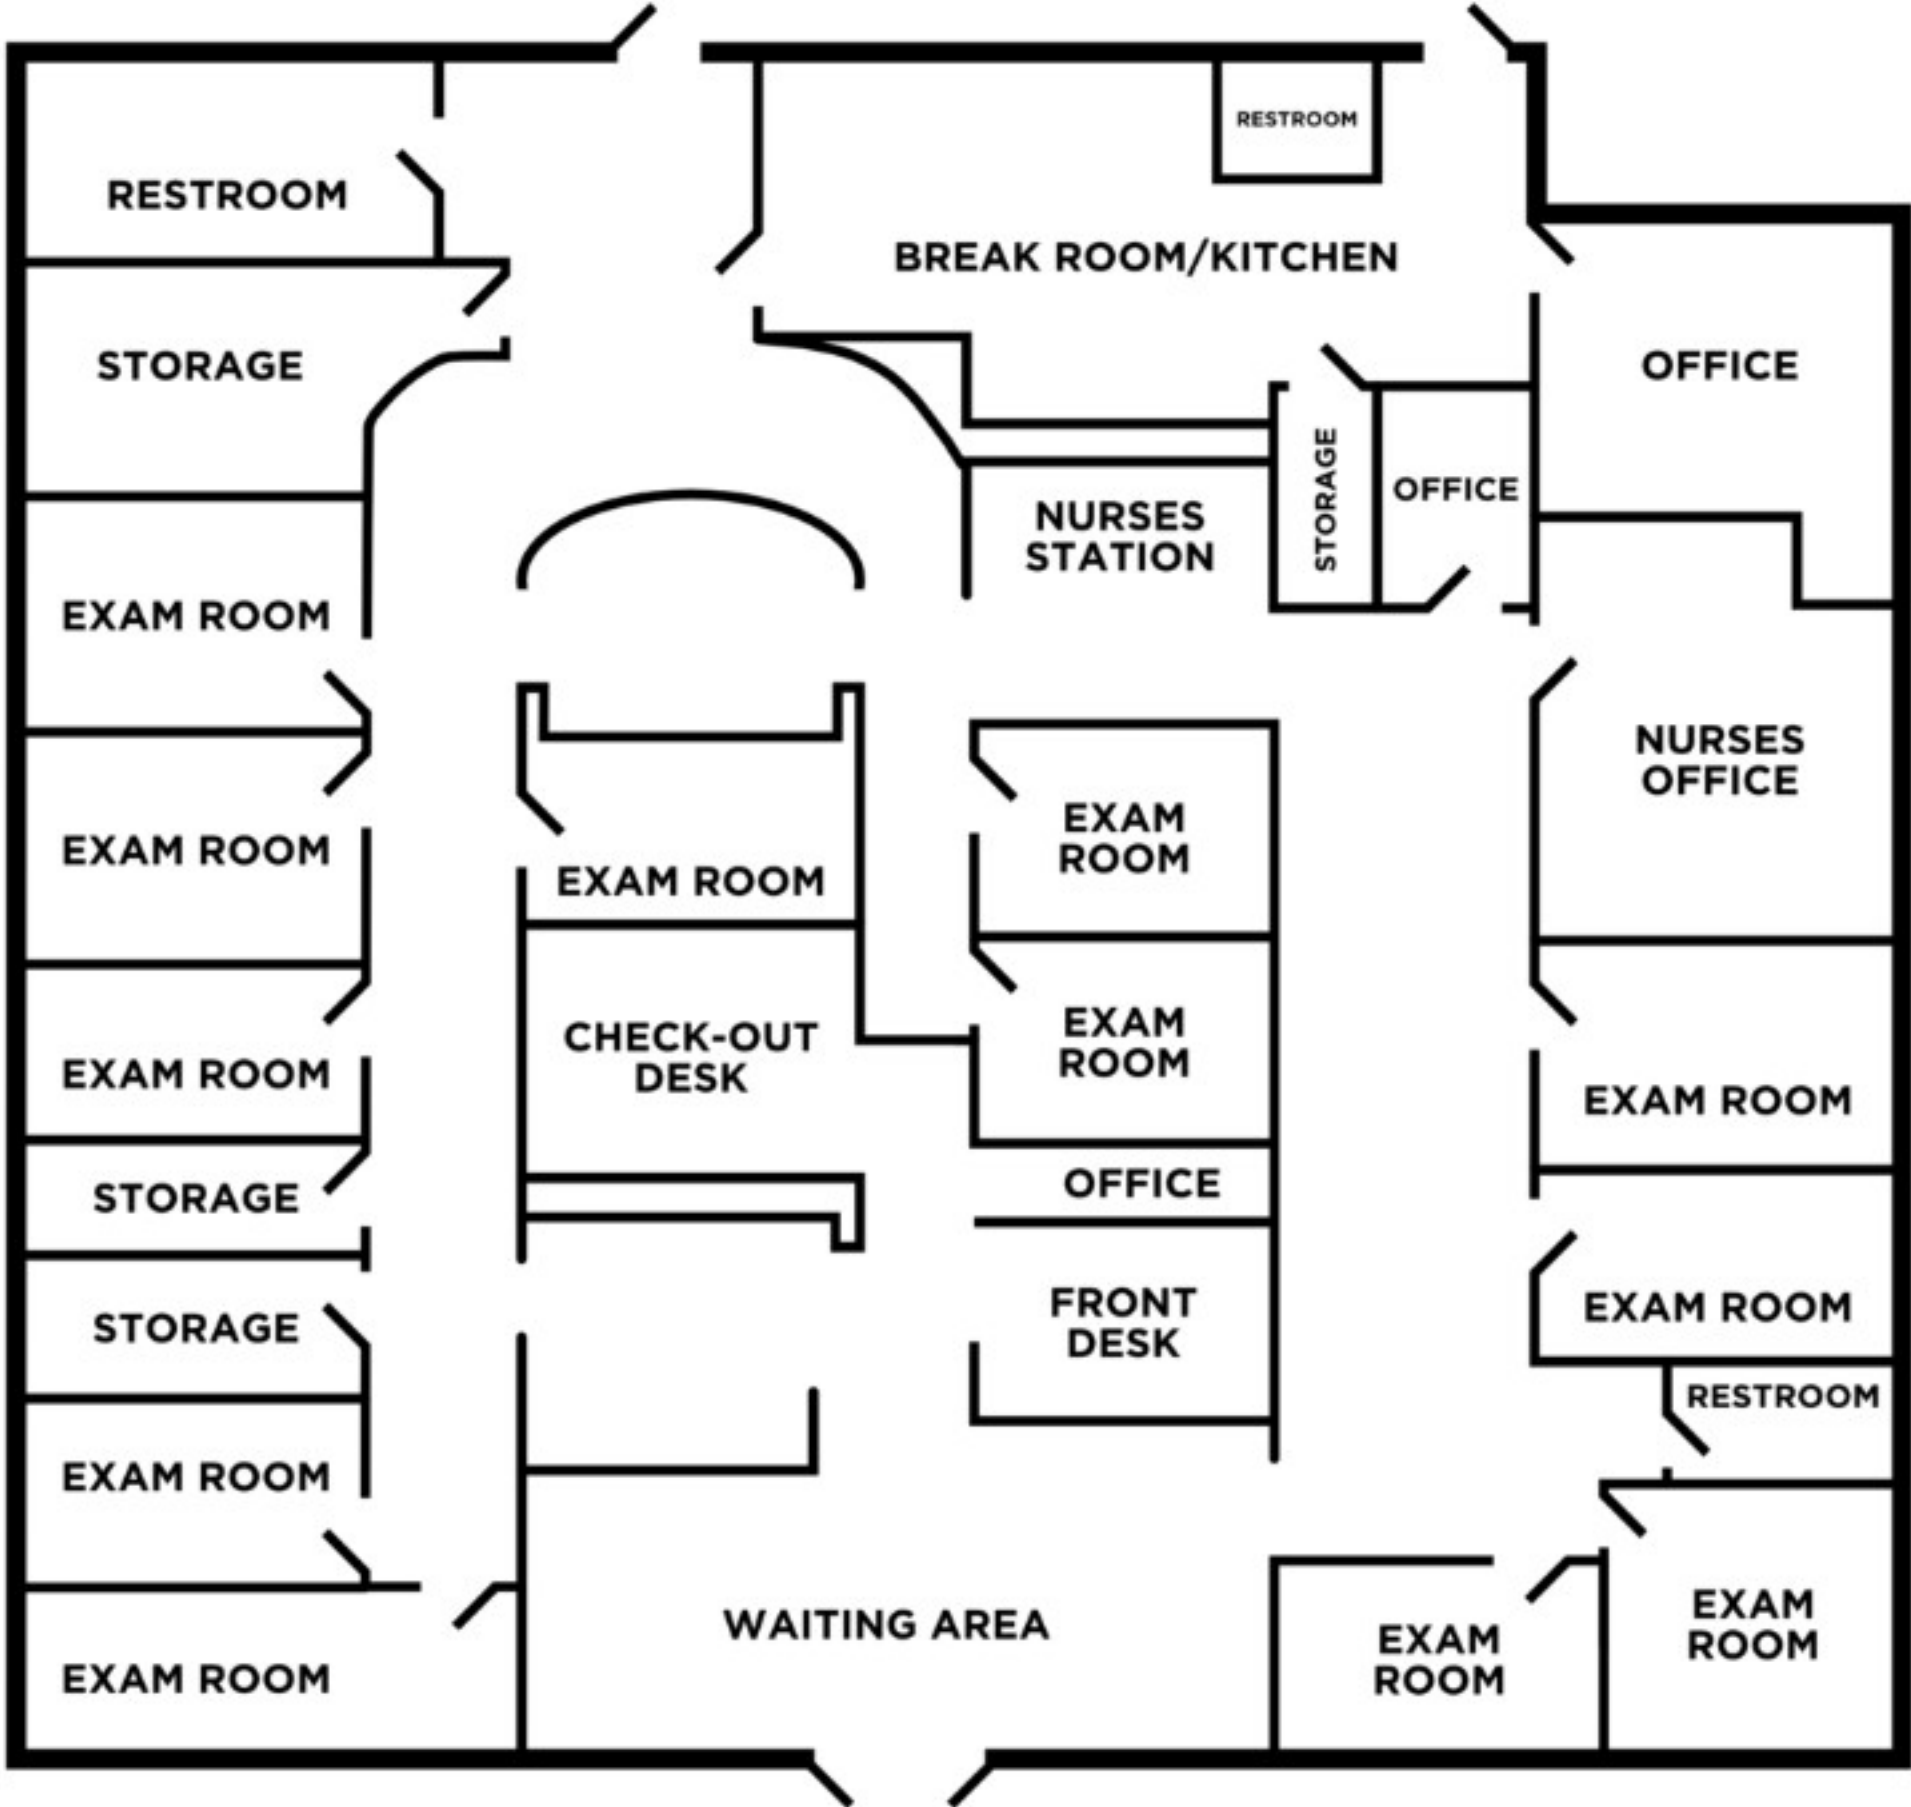 RESTROOM
RESTROOM
BREAK ROOM/KITCHEN
STORAGE
OFFICE
STORAGE
OFFICE
NURSES
STATION
EXAM ROOM
NURSES
OFFICE
EXAM ROOM
EXAM ROOM
EXAM
ROOM
EXAM ROOM
CHECK-OUT
DESK
EXAM
ROOM
EXAM ROOM
STORAGE
OFFICE
STORAGE
FRONT
DESK
EXAM ROOM
RESTROOM
EXAM ROOM
EXAM ROOM
WAITING AREA
EXAM
ROOM
EXAM
ROOM